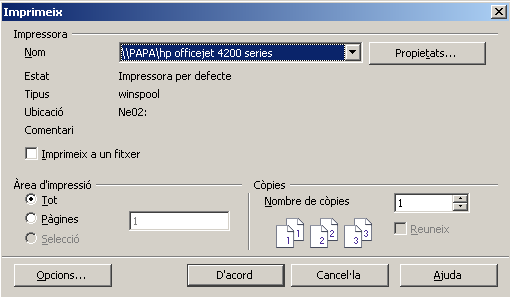 Imprimeix
Impressora
Nom \\PAPA\hp officejet 4200 series Propietats...
Estat Impressora per defecte
Tipus winspool
Ubicació Ne02:
Comentari
Imprimeix a un fitxer
Àrea d'impressió Còpies
Tot Nombre de còpies 1
Pàgines 1
1 1 2 2 3 3 Reuneix
Selecció
Opcions... D'acord Cancel·la Ajuda